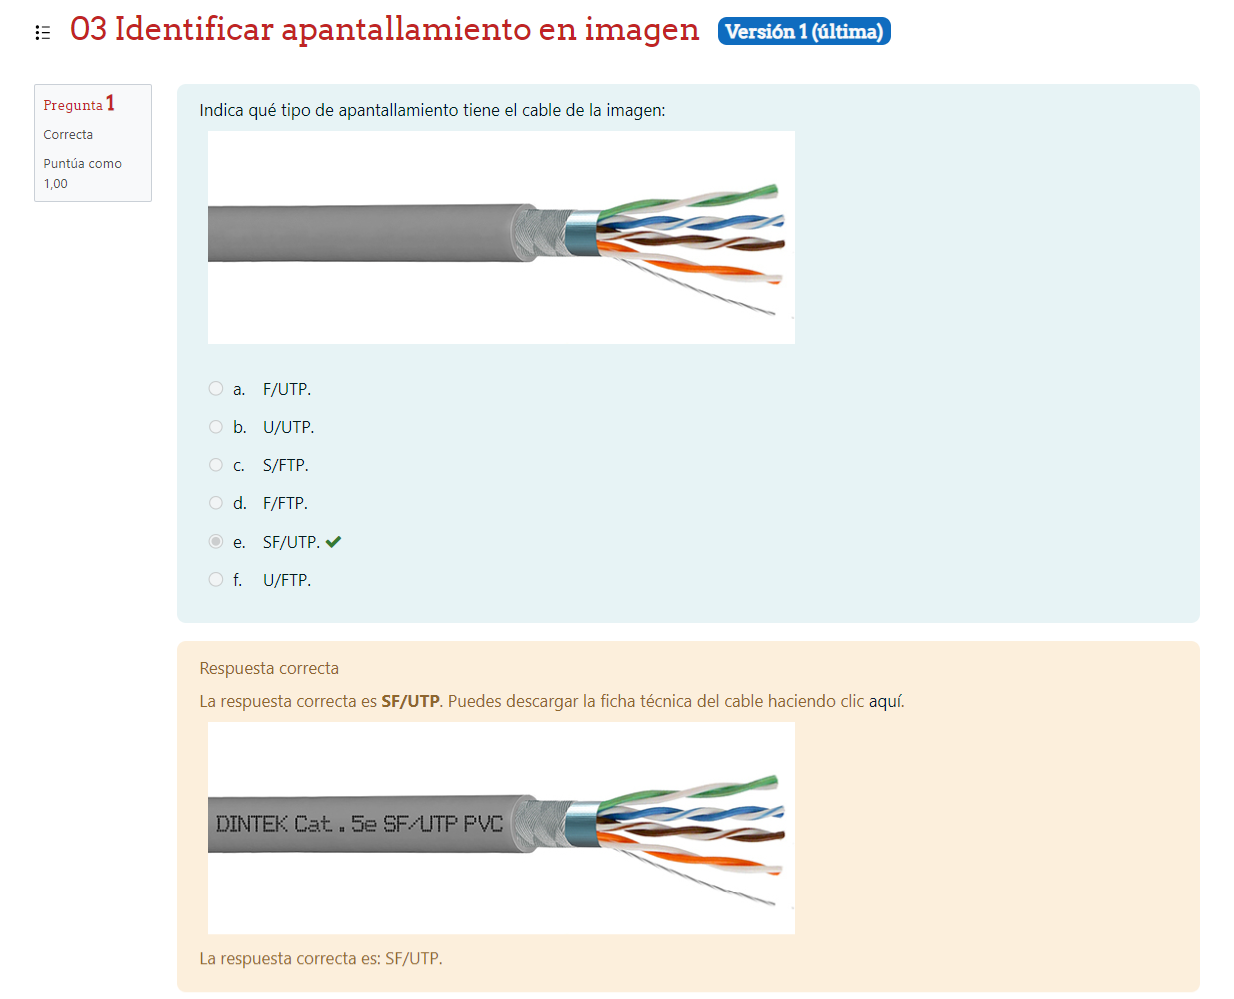 03 Identificar apantallamiento en imagen Versión 1 (última)
Pregunta 1
Correcta
Puntúa como
1,00
Indica qué tipo de apantallamiento tiene el cable de la imagen:
a. F/UTP.
b. U/UTP.
c. S/FTP.
d. F/FTP.
e. SF/UTP.
f. U/FTP.
Respuesta correcta
La respuesta correcta es SF/UTP. Puedes descargar la ficha técnica del cable haciendo clic aquí.
DINTEK Cat.5e SF/UTP PVC
La respuesta correcta es: SF/UTP.